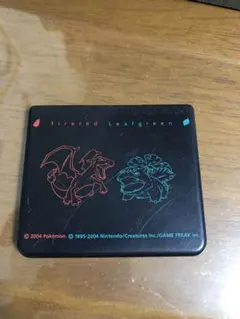 Firered Leafgreen
© 2004 Pokémon. © 1995-2004 Nintendo/Creatures Inc./GAME FREAK inc.